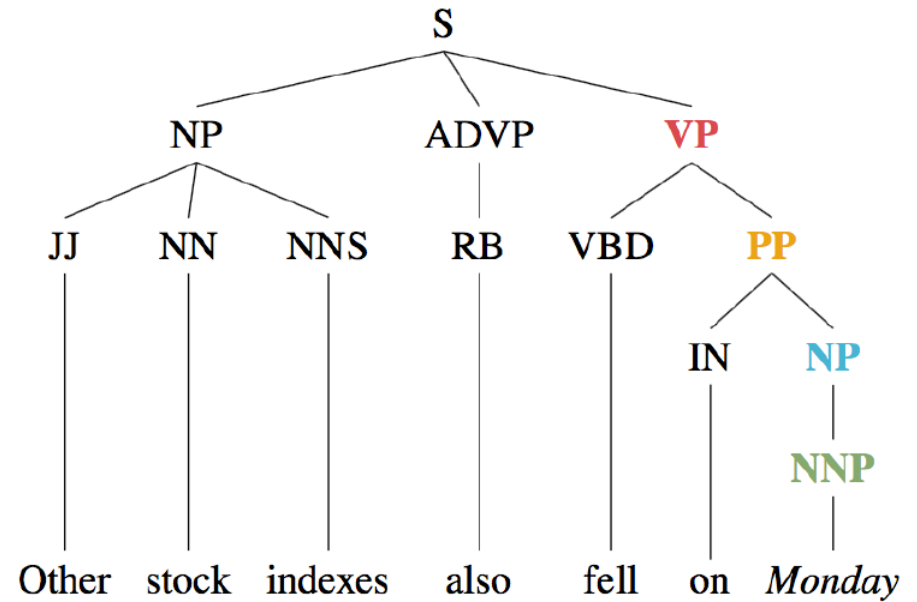 S
NP ADVP VP
JJ NN NNS RB VBD PP
IN NP
NNP
Other stock indexes also fell on Monday